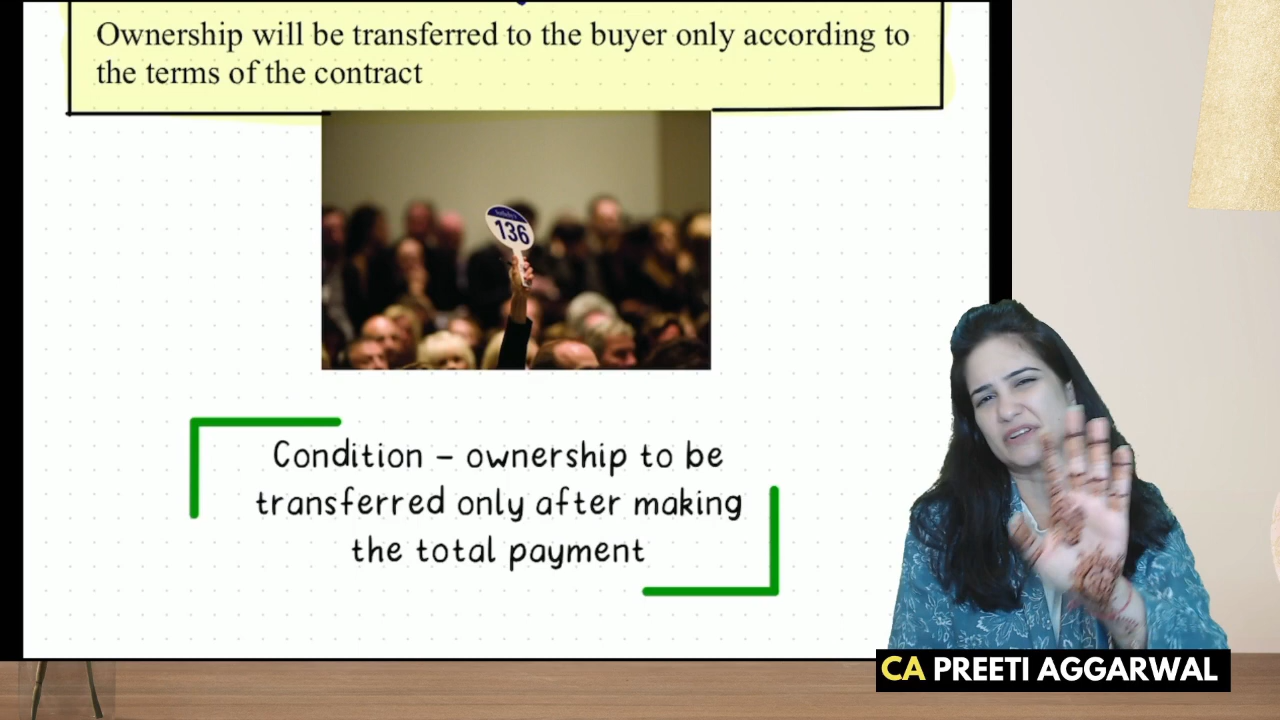 Ownership will be transferred to the buyer only according to
the terms of the contract
136
Condition – ownership to be
transferred only after making
the total payment
CA PREETI AGGARWAL